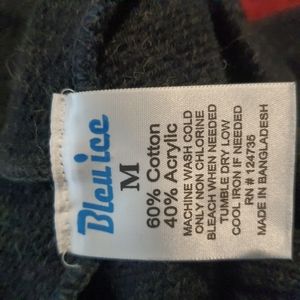 Bleu ice
M
60% Cotton
40% Acrylic
MACHINE WASH COLD
ONLY NON CHLORINE
BLEACH WHEN NEEDED
TUMBLE DRY LOW
COOL IRON IF NEEDED
RN # 124735
MADE IN BANGLADESH